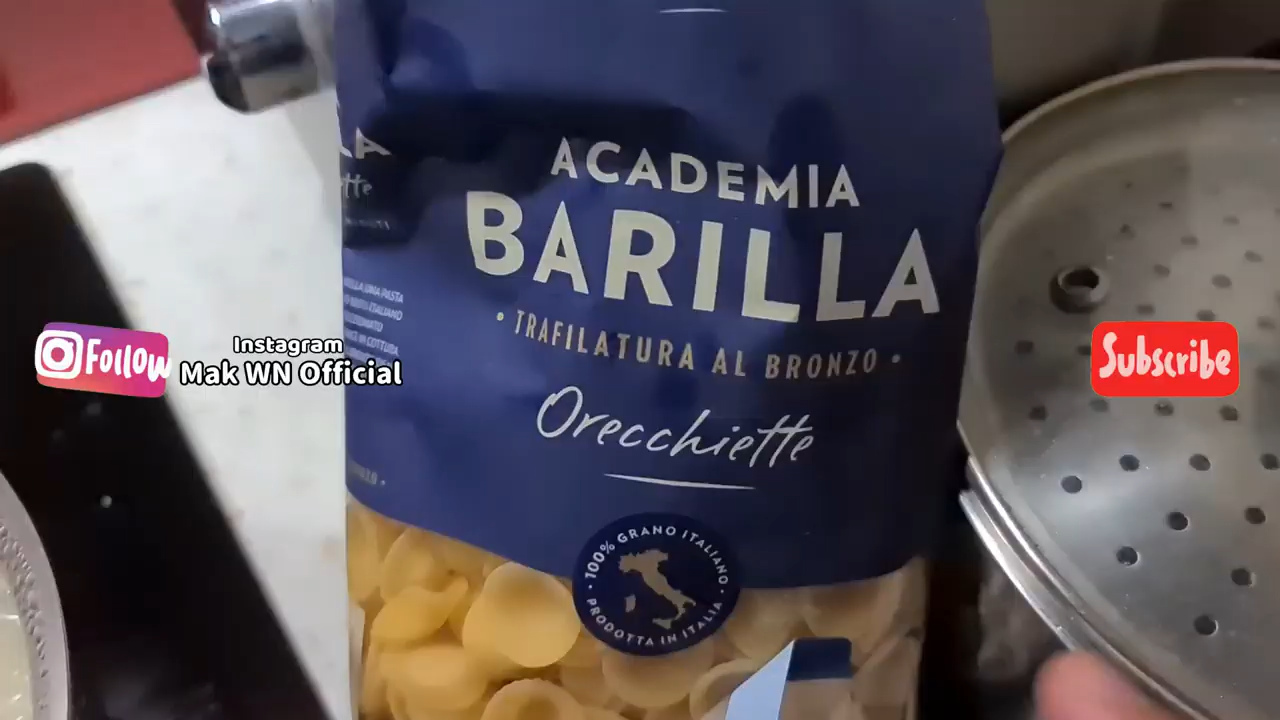 ACADEMIA
BARILLA
• TRAFILATURA AL BRONZO •
Orecchiette
• 100% GRANO ITALIANO •
PRODOTTA IN ITALIA
Follow
Instagram
Mak WN Official
Subscribe